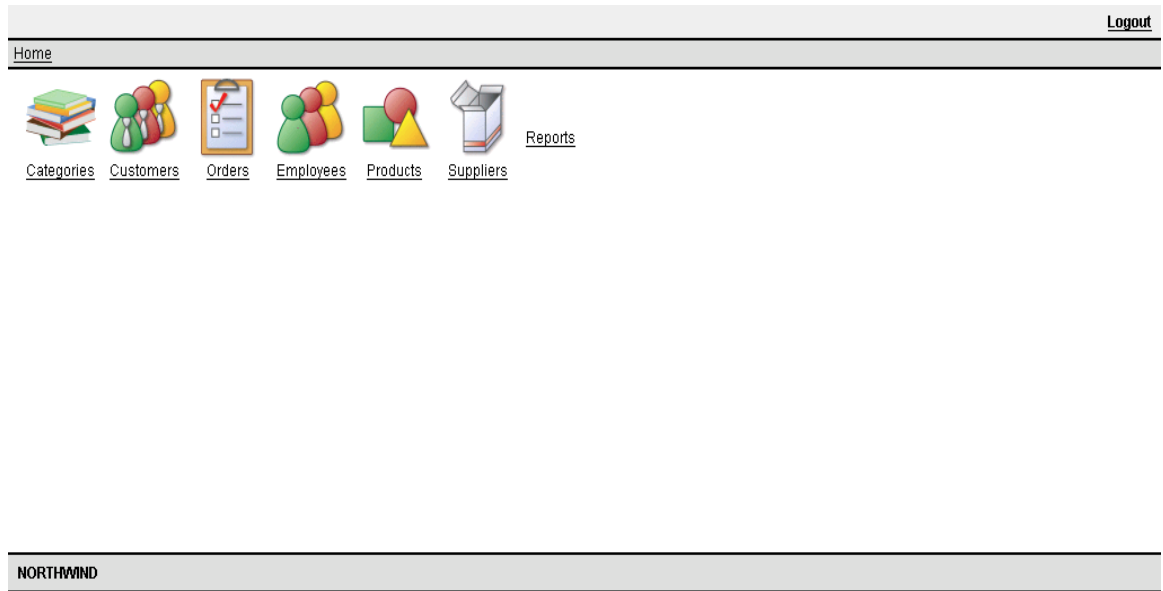 Logout
Home
Reports
Categories Customers Orders Employees Products Suppliers
NORTHWIND